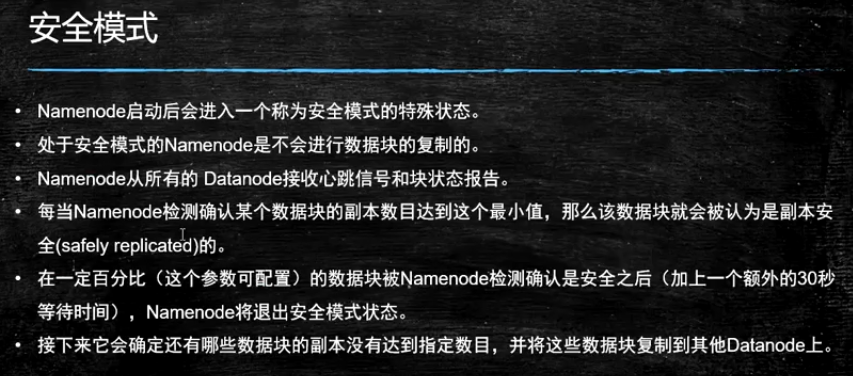 安全模式
• Namenode启动后会进入一个称为安全模式的特殊状态。
• 处于安全模式的Namenode是不会进行数据块的复制的。
• Namenode从所有的 Datanode接收心跳信号和块状态报告。
• 每当Namenode检测确认某个数据块的副本数目达到这个最小值，那么该数据块就会被认为是副本安
全(safely replicated)的。
• 在一定百分比（这个参数可配置）的数据块被Namenode检测确认是安全之后（加上一个额外的30秒
等待时间），Namenode将退出安全模式状态。
• 接下来它会确定还有哪些数据块的副本没有达到指定数目，并将这些数据块复制到其他Datanode上。